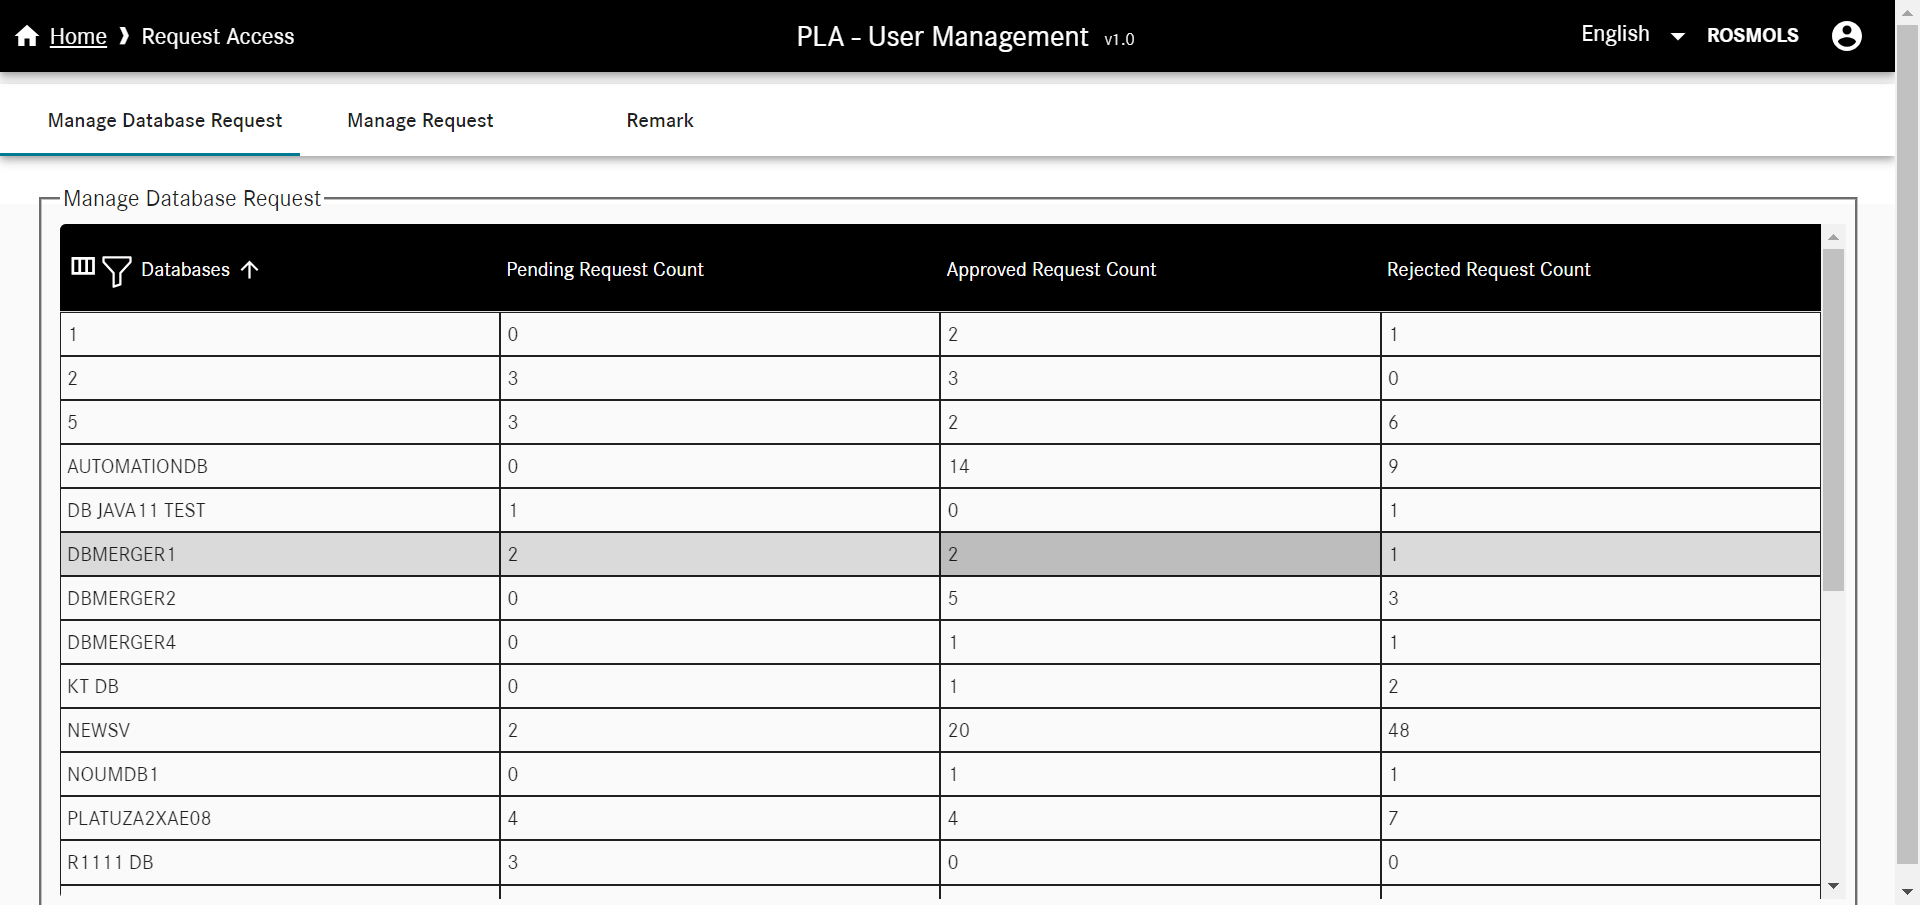 Home ❱ Request Access
PLA - User Management v1.0
English ROSMOLS
Manage Database Request Manage Request Remark
Manage Database Request
Databases Pending Request Count Approved Request Count Rejected Request Count
1 0 2 1
2 3 3 0
5 3 2 6
AUTOMATIONDB 0 14 9
DB JAVA11 TEST 1 0 1
DBMERGER1 2 2 1
DBMERGER2 0 5 3
DBMERGER4 0 1 1
KT DB 0 1 2
NEWSV 2 20 48
NOUMDB1 0 1 1
PLATUZA2XAE08 4 4 7
R1111 DB 3 0 0